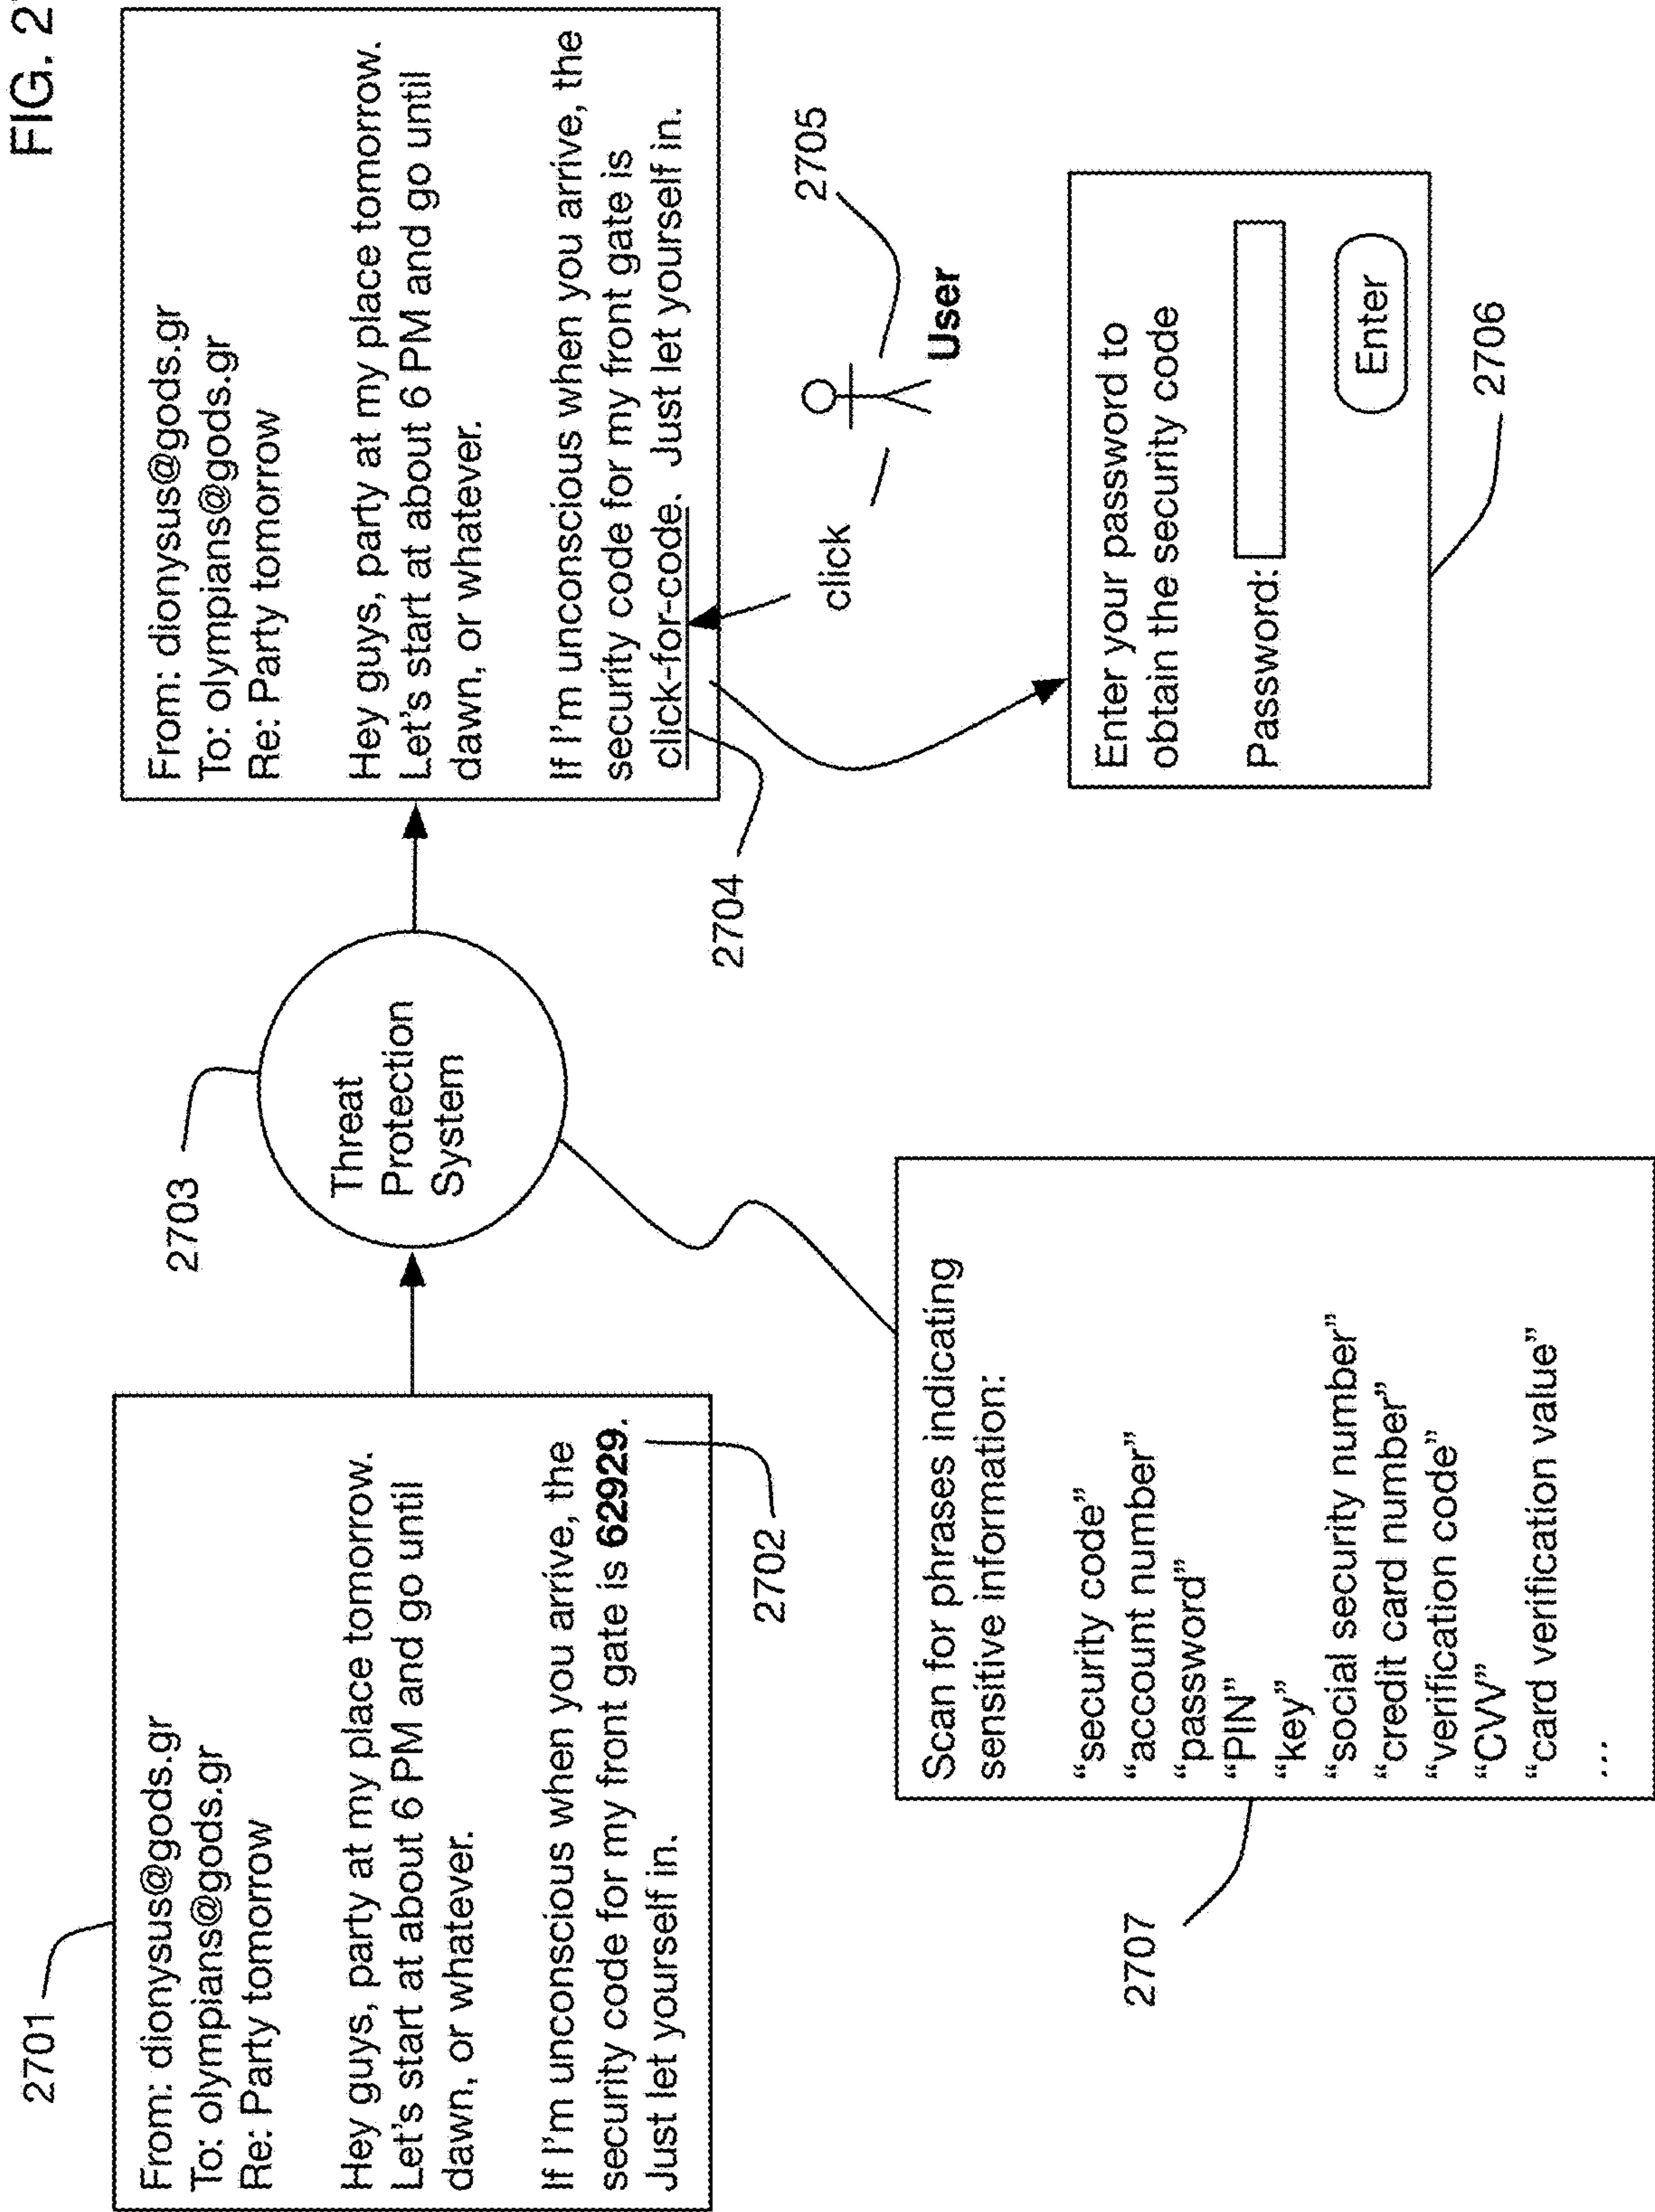 FIG. 2
2701
From: dionysus@gods.gr
To: olympians@gods.gr
Re: Party tomorrow
Hey guys, party at my place tomorrow.
Let's start at about 6 PM and go until
dawn, or whatever.
If I'm unconscious when you arrive, the
security code for my front gate is 62929.
Just let yourself in.
2702
2703
Threat
Protection
System
From: dionysus@gods.gr
To: olympians@gods.gr
Re: Party tomorrow
Hey guys, party at my place tomorrow.
Let's start at about 6 PM and go until
dawn, or whatever.
If I'm unconscious when you arrive, the
security code for my front gate is
click-for-code. Just let yourself in.
2704
click
User
2705
Enter your password to
obtain the security code
Password:
Enter
2706
2707
Scan for phrases indicating
sensitive information:
“security code”
“account number”
“password”
“PIN”
“key”
“social security number”
“credit card number”
“verification code”
“CVV”
“card verification value”
...